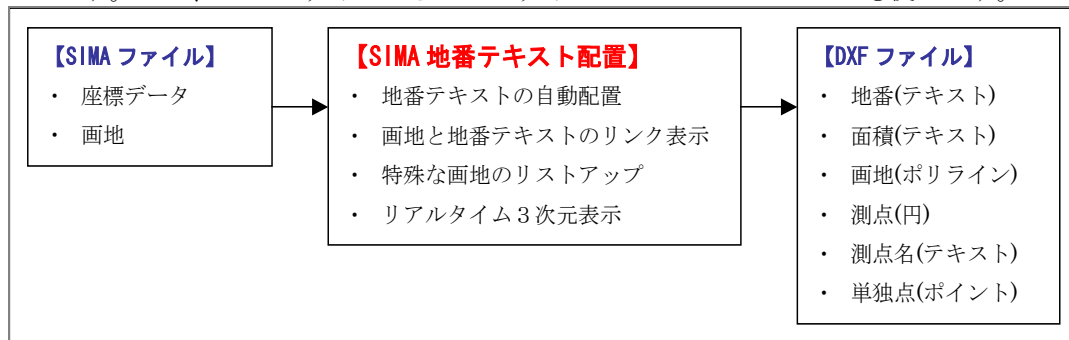 【SIMA ファイル】
・ 座標データ
・ 画地
【SIMA 地番テキスト配置】
・ 地番テキストの自動配置
・ 画地と地番テキストのリンク表示
・ 特殊な画地のリストアップ
・ リアルタイム３次元表示
【DXF ファイル】
・ 地番(テキスト)
・ 面積(テキスト)
・ 画地(ポリライン)
・ 測点(円)
・ 測点名(テキスト)
・ 単独点(ポイント)